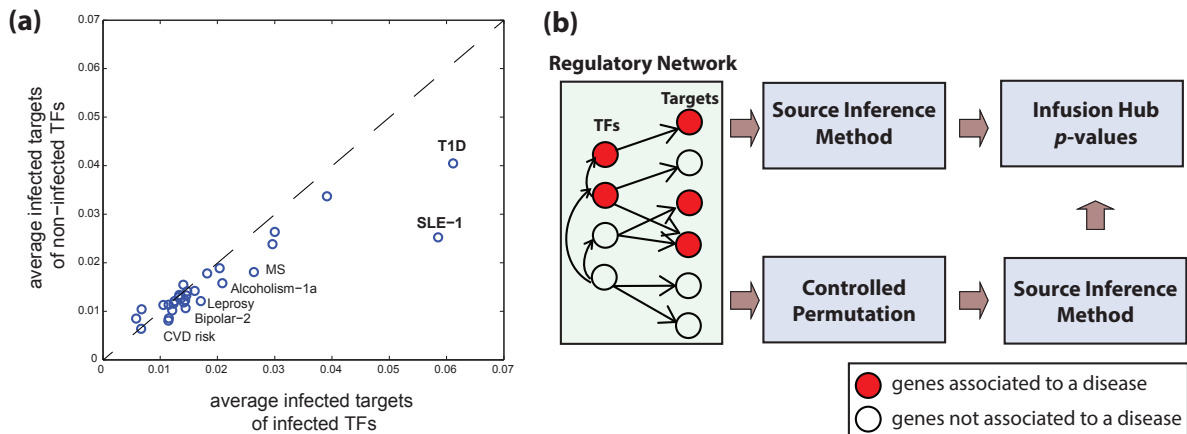 (a)
0.07
0.06
0.05
0.04
0.03
0.02
0.01
0
average infected targets
of non−infected TFs
T1D
SLE−1
MS
Alcoholism−1a
Leprosy
Bipolar−2
CVD risk
0
0.01
0.02
0.03
0.04
0.05
0.06
0.07
average infected targets
of infected TFs
(b)
Regulatory Network
Targets
TFs
Source Inference
Method
Infusion Hub
p-values
Controlled
Permutation
Source Inference
Method
genes associated to a disease
genes not associated to a disease